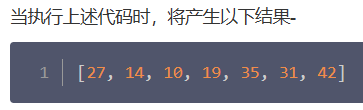 当执行上述代码时，将产生以下结果-
1 [27, 14, 10, 19, 35, 31, 42]